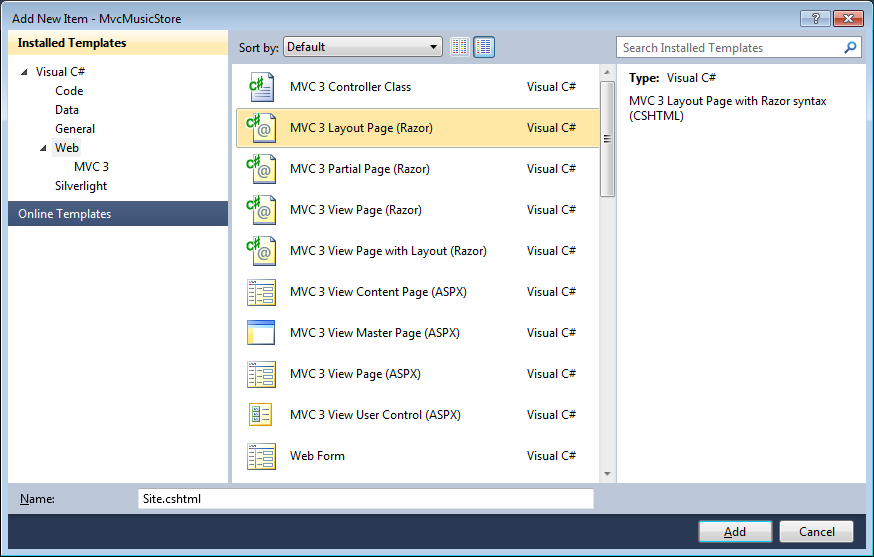 Add New Item - MvcMusicStore
Installed Templates
Visual C#
Code
Data
General
Web
MVC 3
Silverlight
Online Templates
Sort by: Default
Search Installed Templates
MVC 3 Controller Class Visual C#
MVC 3 Layout Page (Razor) Visual C#
MVC 3 Partial Page (Razor) Visual C#
MVC 3 View Page (Razor) Visual C#
MVC 3 View Page with Layout (Razor) Visual C#
MVC 3 View Content Page (ASPX) Visual C#
MVC 3 View Master Page (ASPX) Visual C#
MVC 3 View Page (ASPX) Visual C#
MVC 3 View User Control (ASPX) Visual C#
Web Form Visual C#
Type: Visual C#
MVC 3 Layout Page with Razor syntax
(CSHTML)
Name: Site.cshtml
Add Cancel